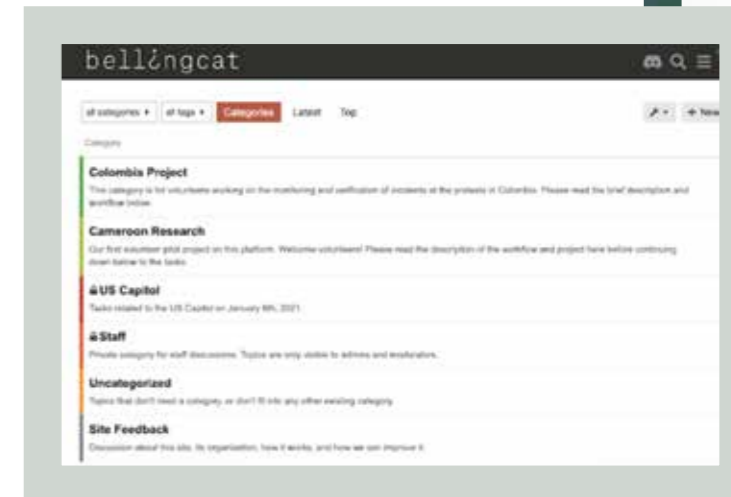 bellingcat
all categories all tags Categories Latest Top + New
Category
Colombia Project
This category is for volunteers working on the monitoring and verification of incidents at the protests in Colombia. Please read the brief description and
workflow below.
Cameroon Research
Our first volunteer pilot project on this platform. Welcome volunteers! Please read the description of the workflow and project here before continuing
down below to the tasks.
US Capitol
Tasks related to the US Capitol on January 6th, 2021.
Staff
Private category for staff discussions. Topics are only visible to admins and moderators.
Uncategorized
Topics that don't need a category, or don't fit into any other existing category.
Site Feedback
Discussion about this site, its organization, how it works, and how we can improve it.